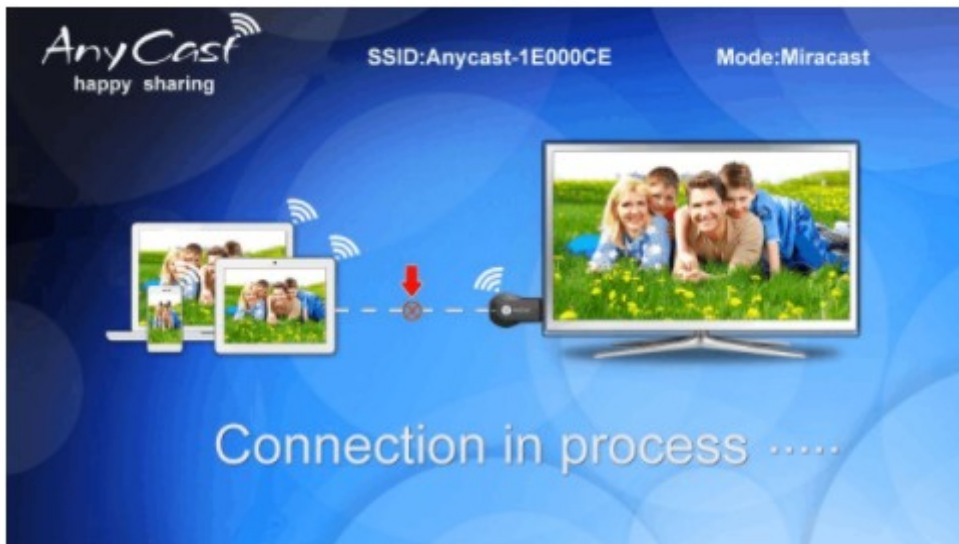 AnyCast
happy sharing
SSID:Anycast-1E000CE
Mode:Miracast
Connection in process .....